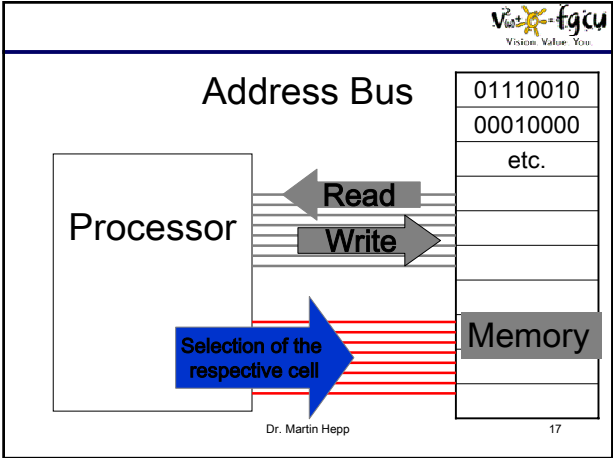 fgcu
Vision Value You
Address Bus
01110010
00010000
etc.
Processor
Read
Write
Selection of the
respective cell
Memory
Dr. Martin Hepp
17